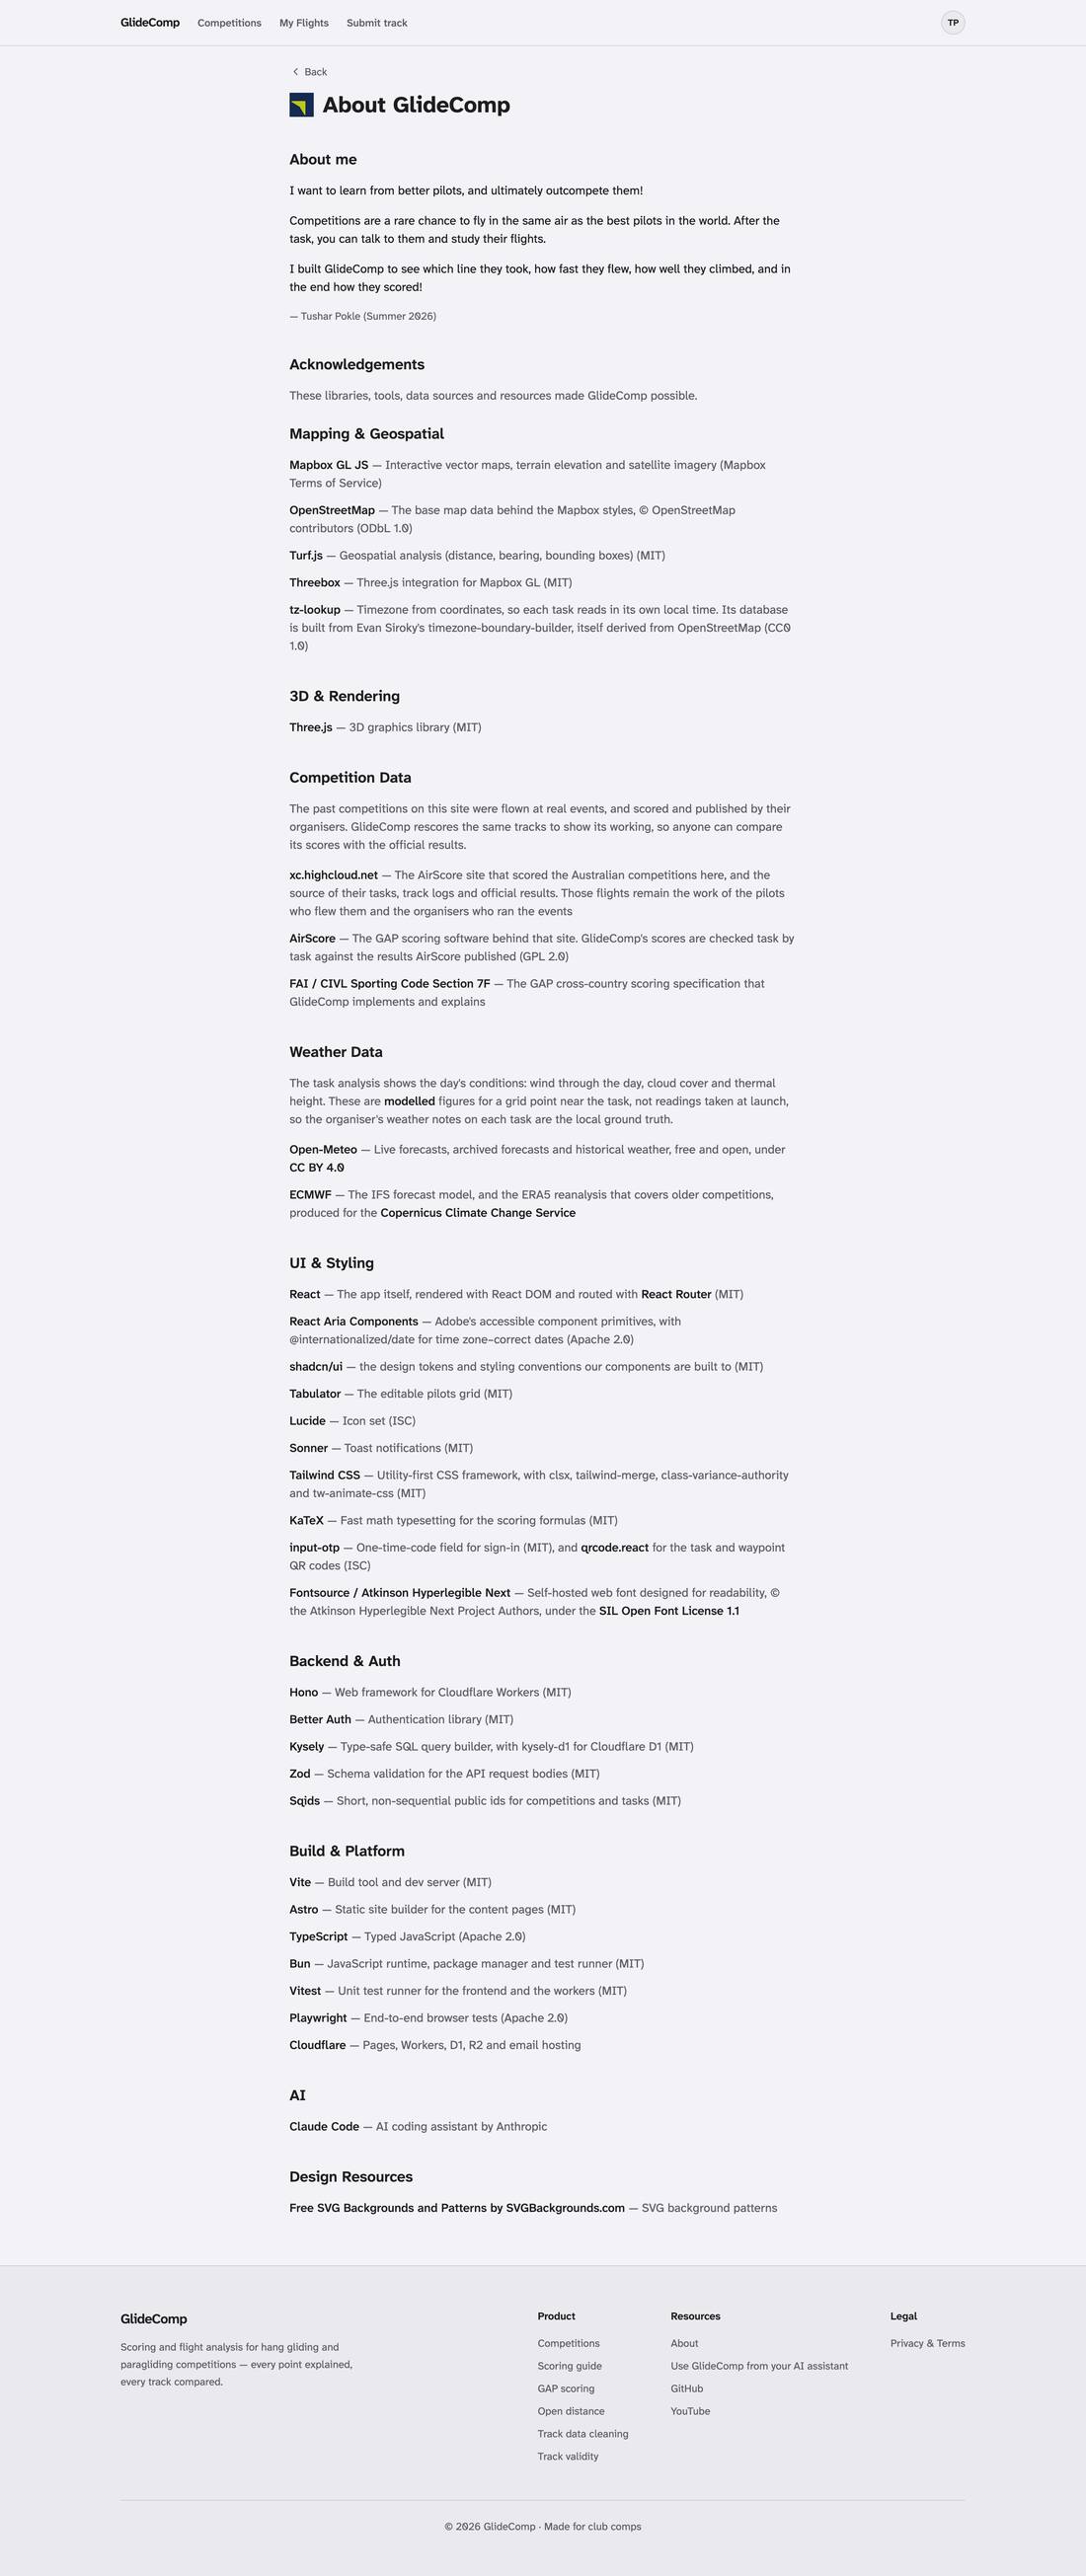 GlideComp Competitions My Flights Submit track TP
Back
About GlideComp
About me
I want to learn from better pilots, and ultimately outcompete them!
Competitions are a rare chance to fly in the same air as the best pilots in the world. After the
task, you can talk to them and study their flights.
I built GlideComp to see which line they took, how fast they flew, how well they climbed, and in
the end how they scored!
— Tushar Pokle (Summer 2026)
Acknowledgements
These libraries, tools, data sources and resources made GlideComp possible.
Mapping & Geospatial
Mapbox GL JS — Interactive vector maps, terrain elevation and satellite imagery (Mapbox
Terms of Service)
OpenStreetMap — The base map data behind the Mapbox styles, © OpenStreetMap
contributors (ODbL 1.0)
Turf.js — Geospatial analysis (distance, bearing, bounding boxes) (MIT)
Threebox — Three.js integration for Mapbox GL (MIT)
tz-lookup — Timezone from coordinates, so each task reads in its own local time. Its database
is built from Evan Siroky's timezone-boundary-builder, itself derived from OpenStreetMap (CC0
1.0)
3D & Rendering
Three.js — 3D graphics library (MIT)
Competition Data
The past competitions on this site were flown at real events, and scored and published by their
organisers. GlideComp rescores the same tracks to show its working, so anyone can compare
its scores with the official results.
xc.highcloud.net — The AirScore site that scored the Australian competitions here, and the
source of their tasks, track logs and official results. Those flights remain the work of the pilots
who flew them and the organisers who ran the events
AirScore — The GAP scoring software behind that site. GlideComp's scores are checked task by
task against the results AirScore published (GPL 2.0)
FAI / CIVL Sporting Code Section 7F — The GAP cross-country scoring specification that
GlideComp implements and explains
Weather Data
The task analysis shows the day's conditions: wind through the day, cloud cover and thermal
height. These are modelled figures for a grid point near the task, not readings taken at launch,
so the organiser's weather notes on each task are the local ground truth.
Open-Meteo — Live forecasts, archived forecasts and historical weather, free and open, under
CC BY 4.0
ECMWF — The IFS forecast model, and the ERA5 reanalysis that covers older competitions,
produced for the Copernicus Climate Change Service
UI & Styling
React — The app itself, rendered with React DOM and routed with React Router (MIT)
React Aria Components — Adobe's accessible component primitives, with
@internationalized/date for time zone–correct dates (Apache 2.0)
shadcn/ui — the design tokens and styling conventions our components are built to (MIT)
Tabulator — The editable pilots grid (MIT)
Lucide — Icon set (ISC)
Sonner — Toast notifications (MIT)
Tailwind CSS — Utility-first CSS framework, with clsx, tailwind-merge, class-variance-authority
and tw-animate-css (MIT)
KaTeX — Fast math typesetting for the scoring formulas (MIT)
input-otp — One-time-code field for sign-in (MIT), and qrcode.react for the task and waypoint
QR codes (ISC)
Fontsource / Atkinson Hyperlegible Next — Self-hosted web font designed for readability, ©
the Atkinson Hyperlegible Next Project Authors, under the SIL Open Font License 1.1
Backend & Auth
Hono — Web framework for Cloudflare Workers (MIT)
Better Auth — Authentication library (MIT)
Kysely — Type-safe SQL query builder, with kysely-d1 for Cloudflare D1 (MIT)
Zod — Schema validation for the API request bodies (MIT)
Sqids — Short, non-sequential public ids for competitions and tasks (MIT)
Build & Platform
Vite — Build tool and dev server (MIT)
Astro — Static site builder for the content pages (MIT)
TypeScript — Typed JavaScript (Apache 2.0)
Bun — JavaScript runtime, package manager and test runner (MIT)
Vitest — Unit test runner for the frontend and the workers (MIT)
Playwright — End-to-end browser tests (Apache 2.0)
Cloudflare — Pages, Workers, D1, R2 and email hosting
AI
Claude Code — AI coding assistant by Anthropic
Design Resources
Free SVG Backgrounds and Patterns by SVGBackgrounds.com — SVG background patterns
GlideComp
Scoring and flight analysis for hang gliding and
paragliding competitions — every point explained,
every track compared.
Product
Competitions
Scoring guide
GAP scoring
Open distance
Track data cleaning
Track validity
Resources
About
Use GlideComp from your AI assistant
GitHub
YouTube
Legal
Privacy & Terms
© 2026 GlideComp · Made for club comps